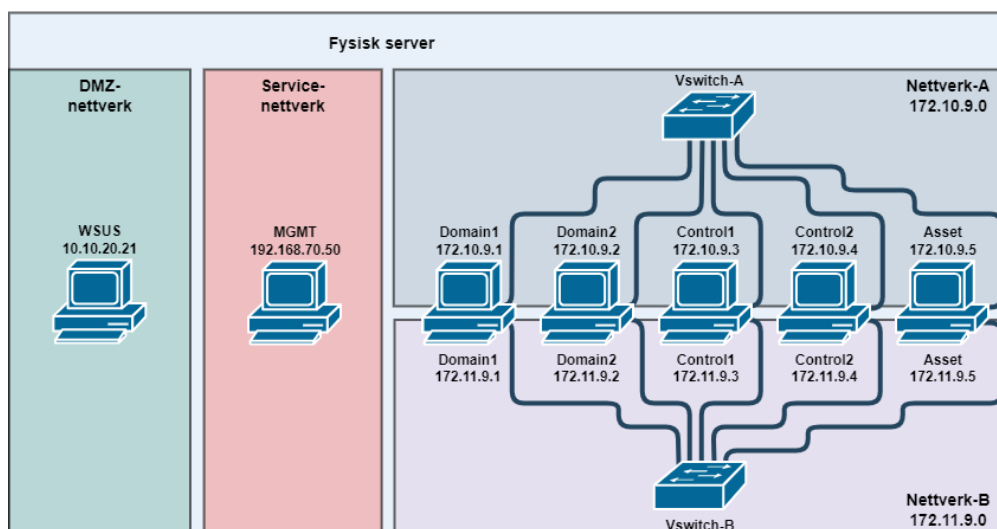 Fysisk server
DMZ-
nettverk
Service-
nettverk
Vswitch-A
Nettverk-A
172.10.9.0
WSUS
10.10.20.21
MGMT
192.168.70.50
Domain1
172.10.9.1
Domain2
172.10.9.2
Control1
172.10.9.3
Control2
172.10.9.4
Asset
172.10.9.5
Domain1
172.11.9.1
Domain2
172.11.9.2
Control1
172.11.9.3
Control2
172.11.9.4
Asset
172.11.9.5
Vswitch-B
Nettverk-B
172.11.9.0